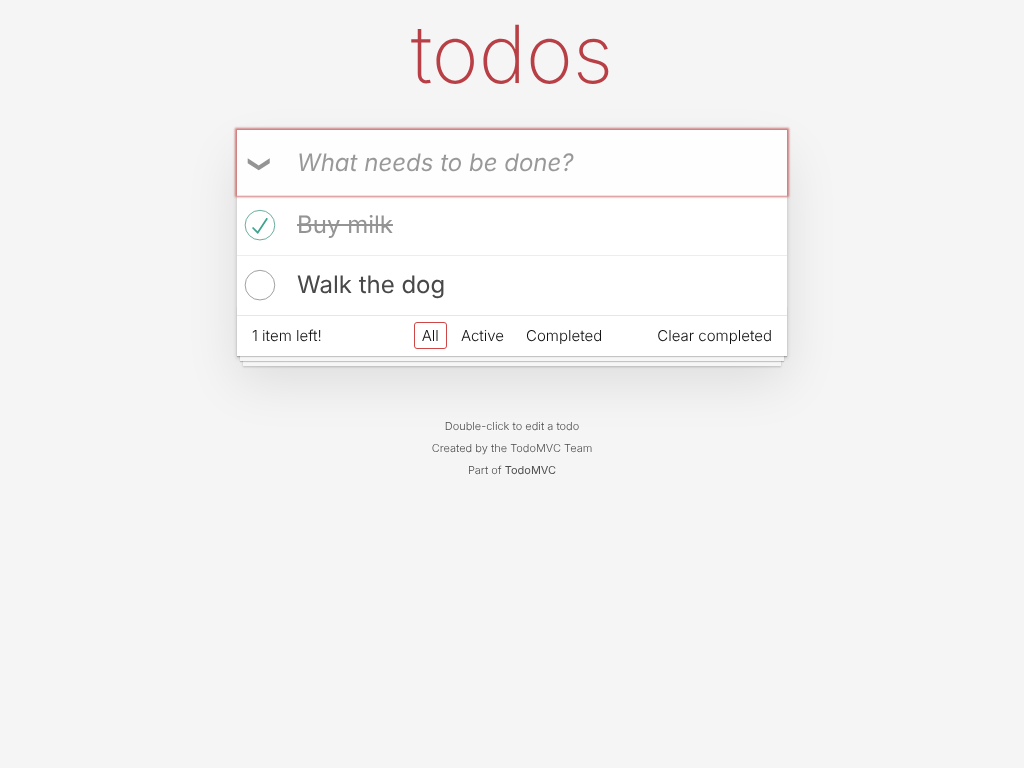 todos
What needs to be done?
Buy milk
Walk the dog
1 item left! All Active Completed Clear completed
Double-click to edit a todo
Created by the TodoMVC Team
Part of TodoMVC